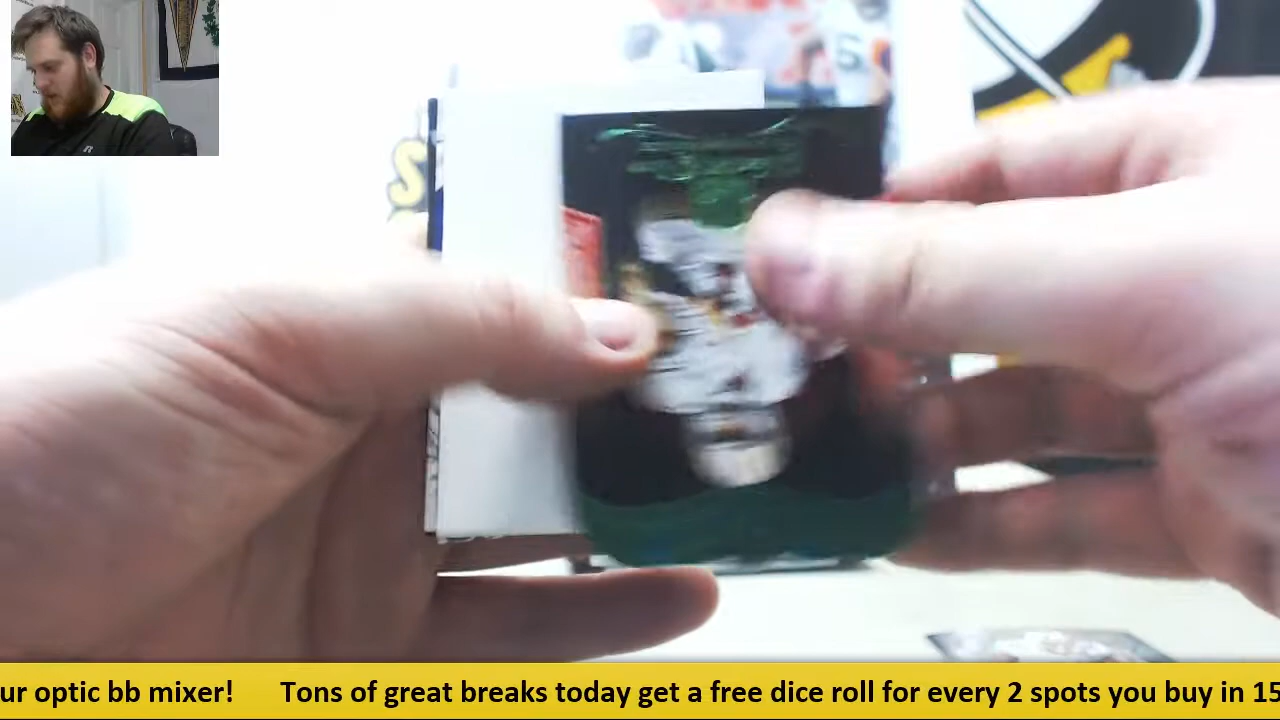 ur optic bb mixer! Tons of great breaks today get a free dice roll for every 2 spots you buy in 15